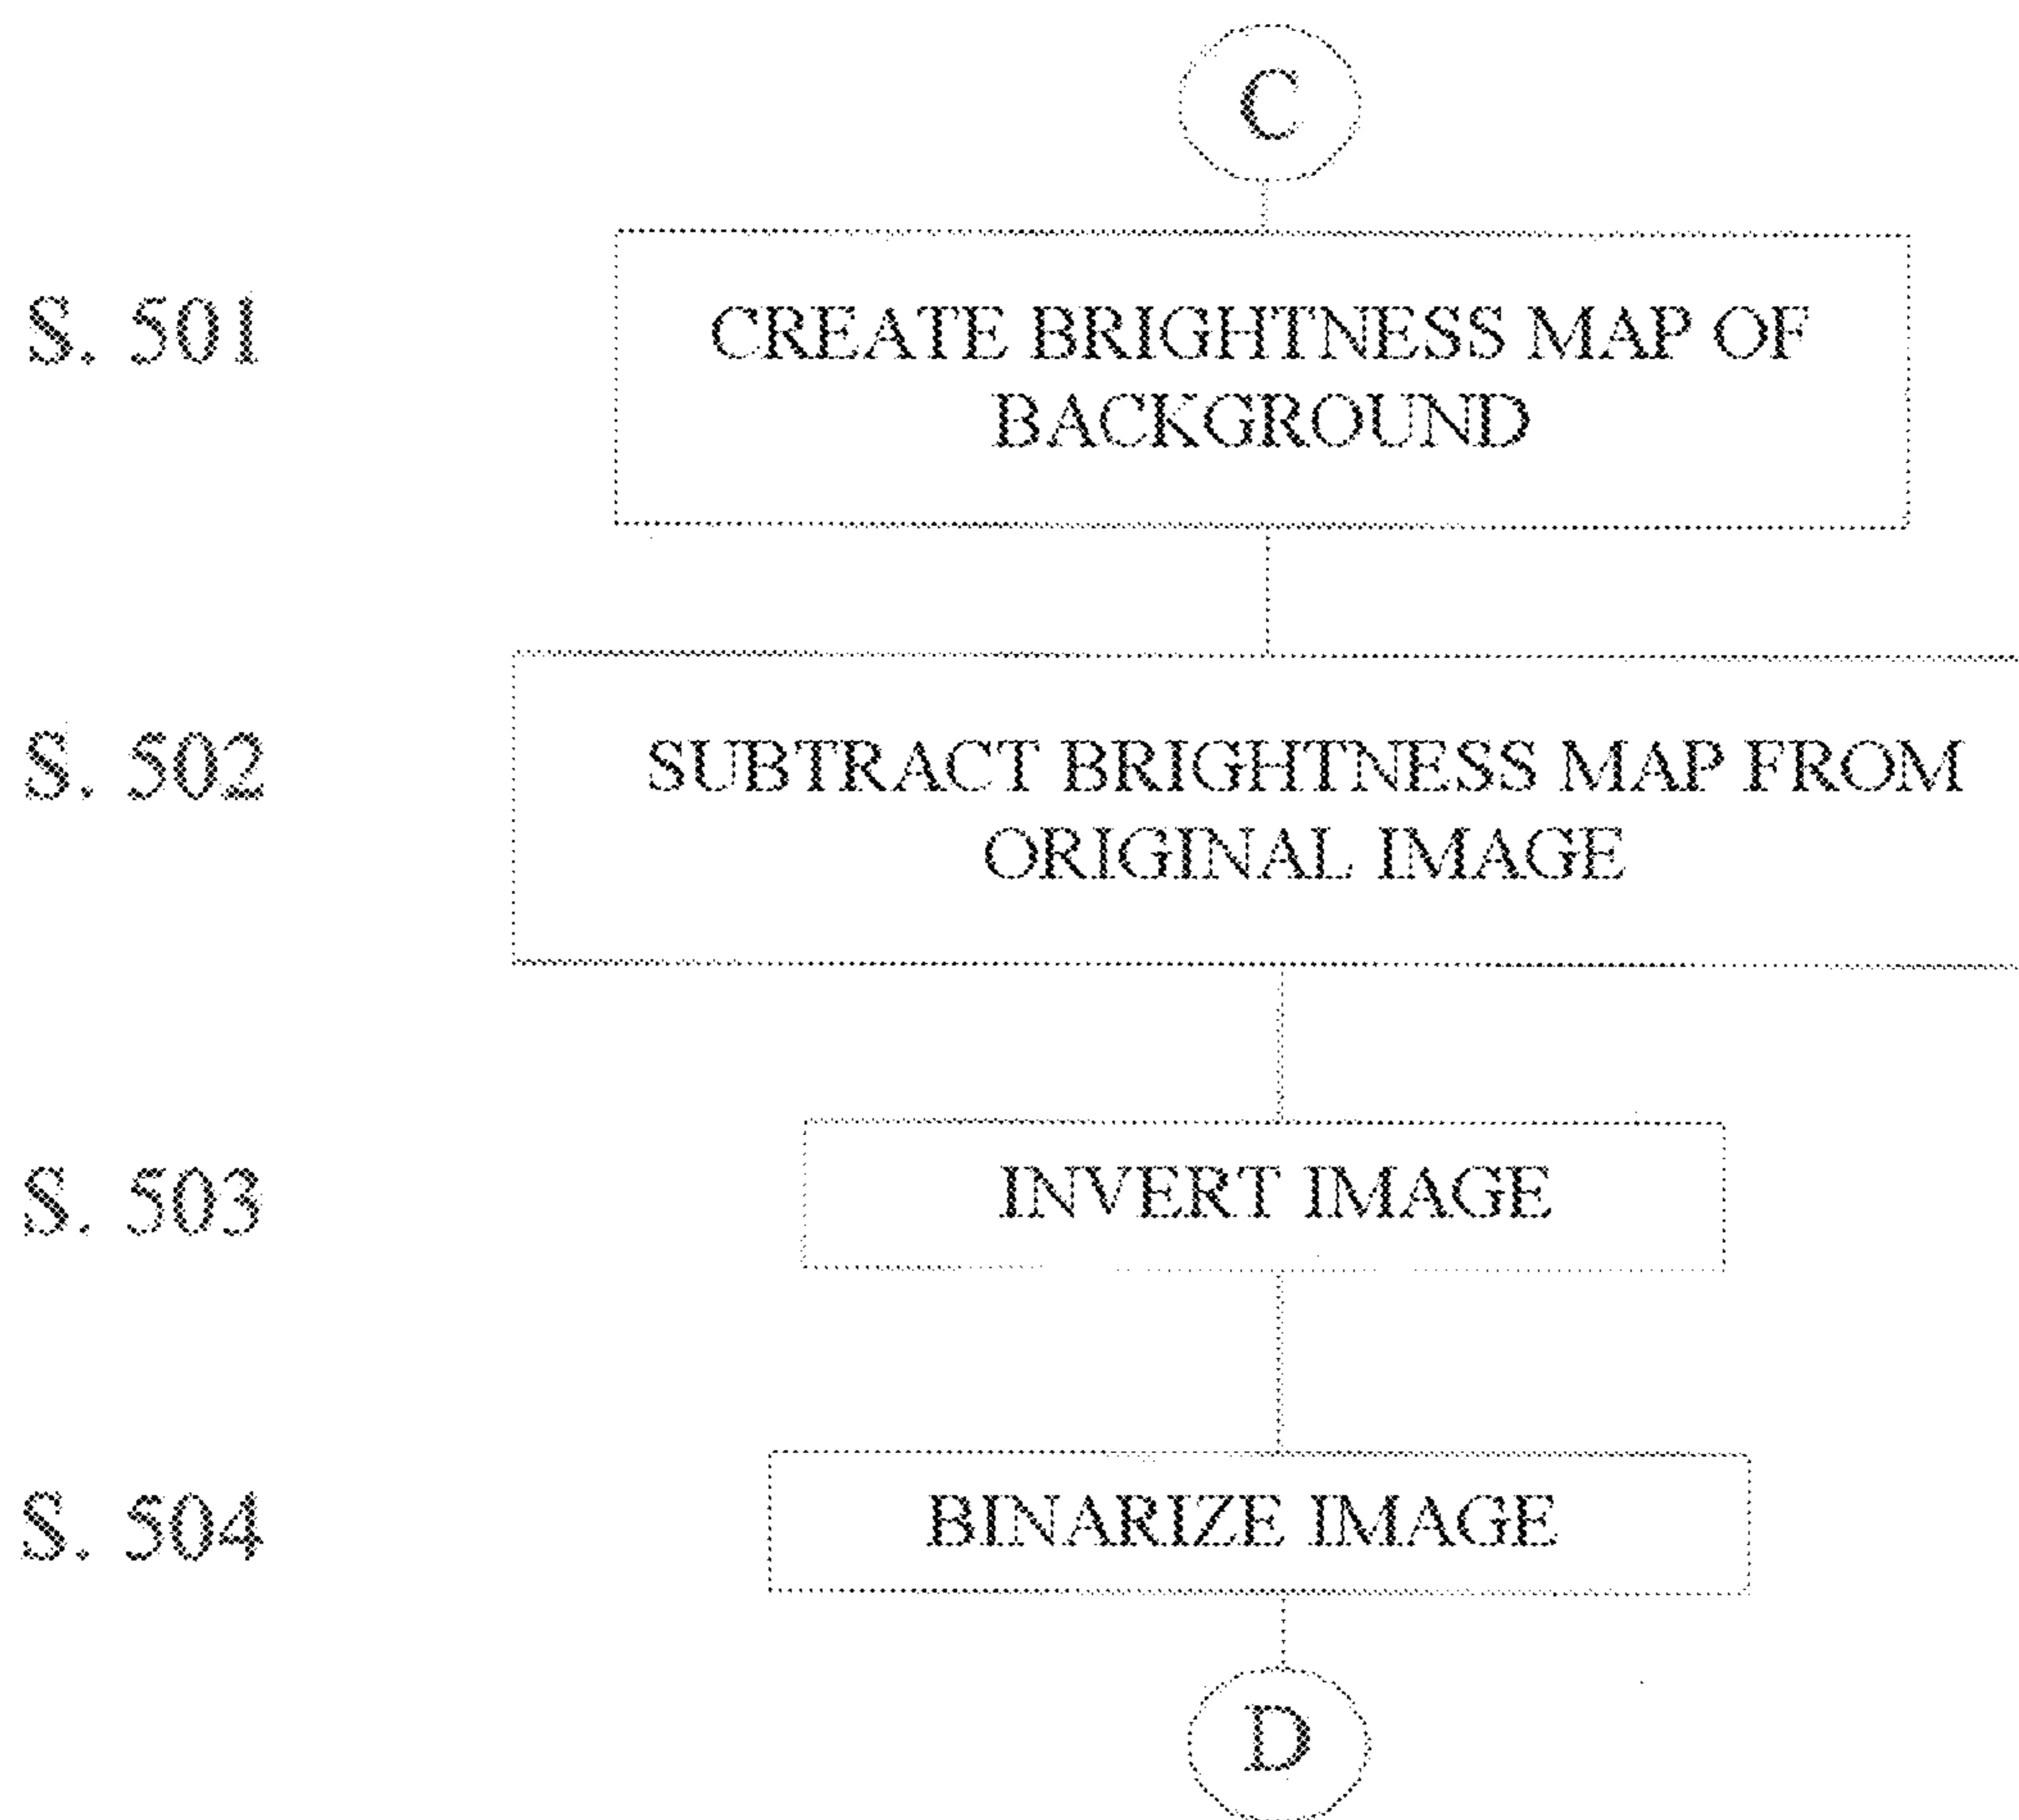 C
S. 501
CREATE BRIGHTNESS MAP OF
BACKGROUND
S. 502
SUBTRACT BRIGHTNESS MAP FROM
ORIGINAL IMAGE
S. 503
INVERT IMAGE
S. 504
BINARIZE IMAGE
D